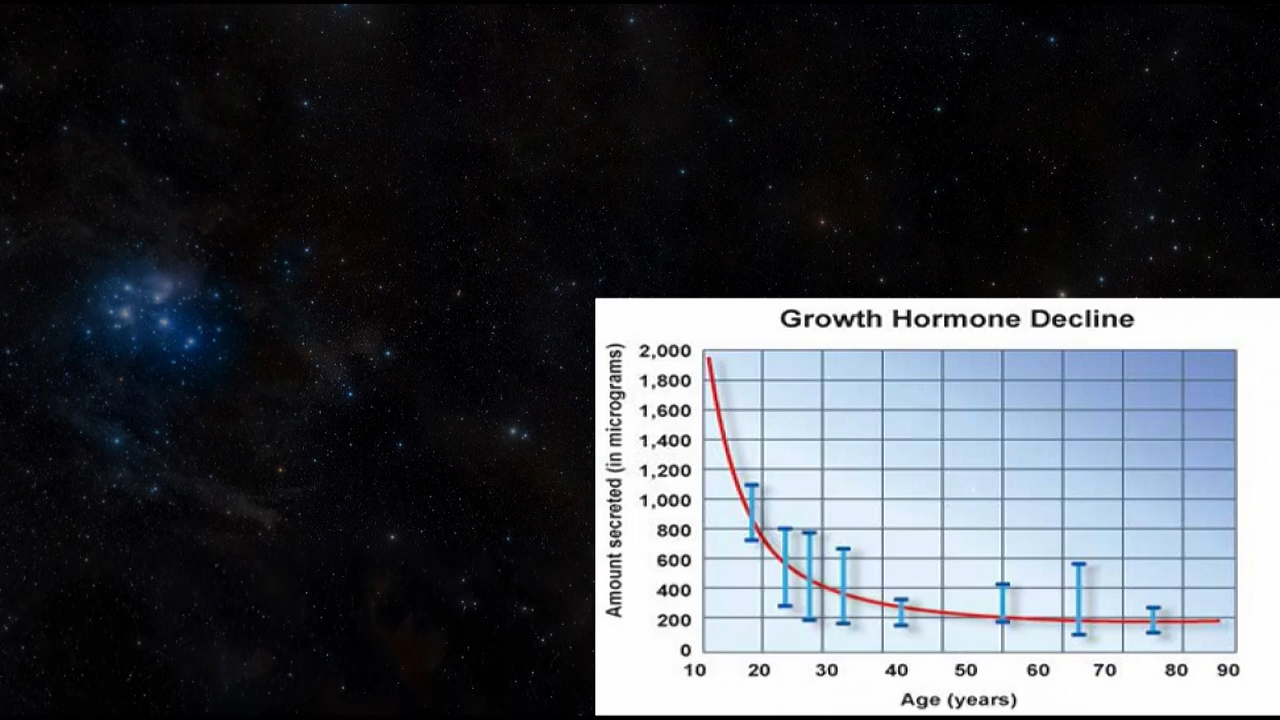 Growth Hormone Decline
Amount secreted (in micrograms)
2,000
1,800
1,600
1,400
1,200
1,000
800
600
400
200
0
10 20 30 40 50 60 70 80 90
Age (years)